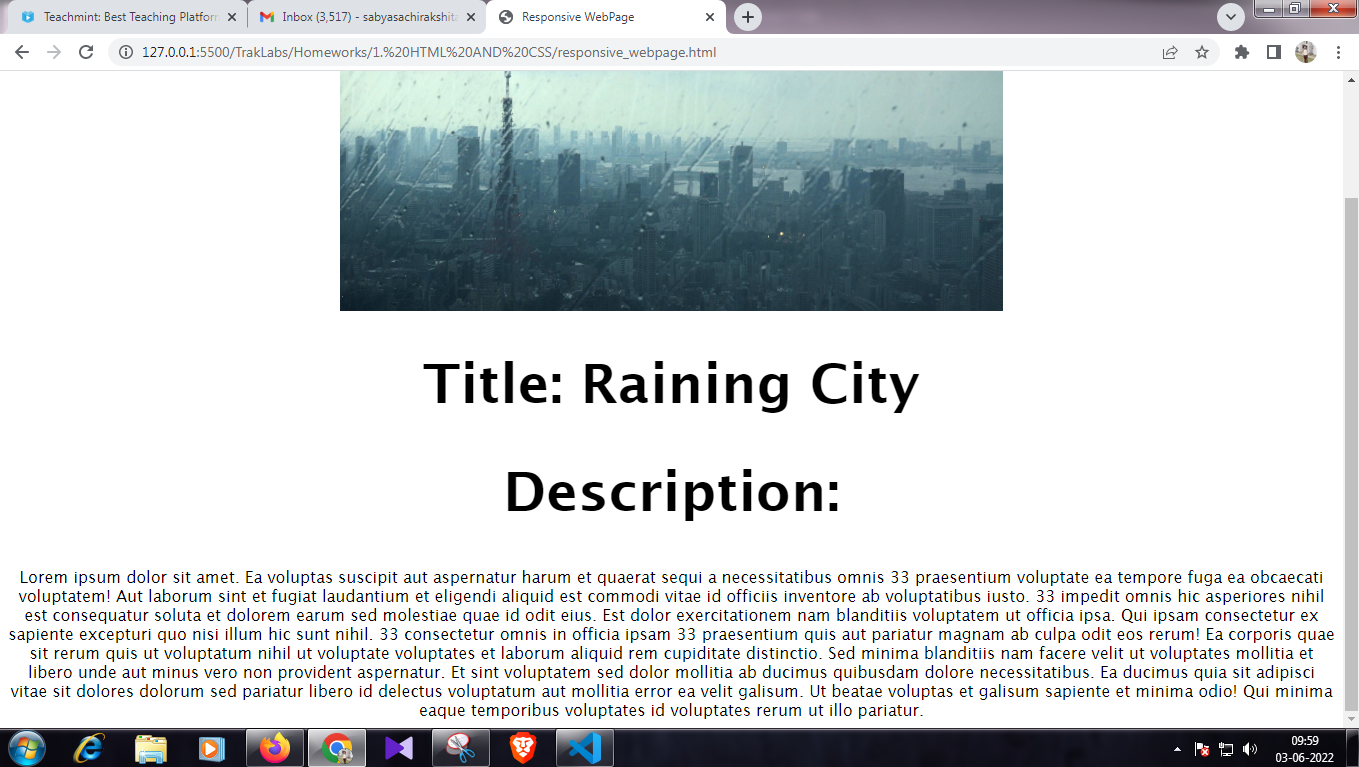 Teachmint: Best Teaching Platfor
Inbox (3,517) - sabyasachirakshit
Responsive WebPage
127.0.0.1:5500/TrakLabs/Homeworks/1.%20HTML%20AND%20CSS/responsive_webpage.html
Title: Raining City
Description:
Lorem ipsum dolor sit amet. Ea voluptas suscipit aut aspernatur harum et quaerat sequi a necessitatibus omnis 33 praesentium voluptate ea tempore fuga ea obcaecati
voluptatem! Aut laborum sint et fugiat laudantium et eligendi aliquid est commodi vitae id officiis inventore ab voluptatibus iusto. 33 impedit omnis hic asperiores nihil
est consequatur soluta et dolorem earum sed molestiae quae id odit eius. Est dolor exercitationem nam blanditiis voluptatem ut officia ipsa. Qui ipsam consectetur ex
sapiente excepturi quo nisi illum hic sunt nihil. 33 consectetur omnis in officia ipsam 33 praesentium quis aut pariatur magnam ab culpa odit eos rerum! Ea corporis quae
sit rerum quis ut voluptatum nihil ut voluptate voluptates et laborum aliquid rem cupiditate distinctio. Sed minima blanditiis nam facere velit ut voluptates mollitia et
libero unde aut minus vero non provident aspernatur. Et sint voluptatem sed dolor mollitia ab ducimus quibusdam dolore necessitatibus. Ea ducimus quia sit adipisci
vitae sit dolores dolorum sed pariatur libero id delectus voluptatum aut mollitia error ea velit galisum. Ut beatae voluptas et galisum sapiente et minima odio! Qui minima
eaque temporibus voluptates id voluptates rerum ut illo pariatur.
09:59
03-06-2022